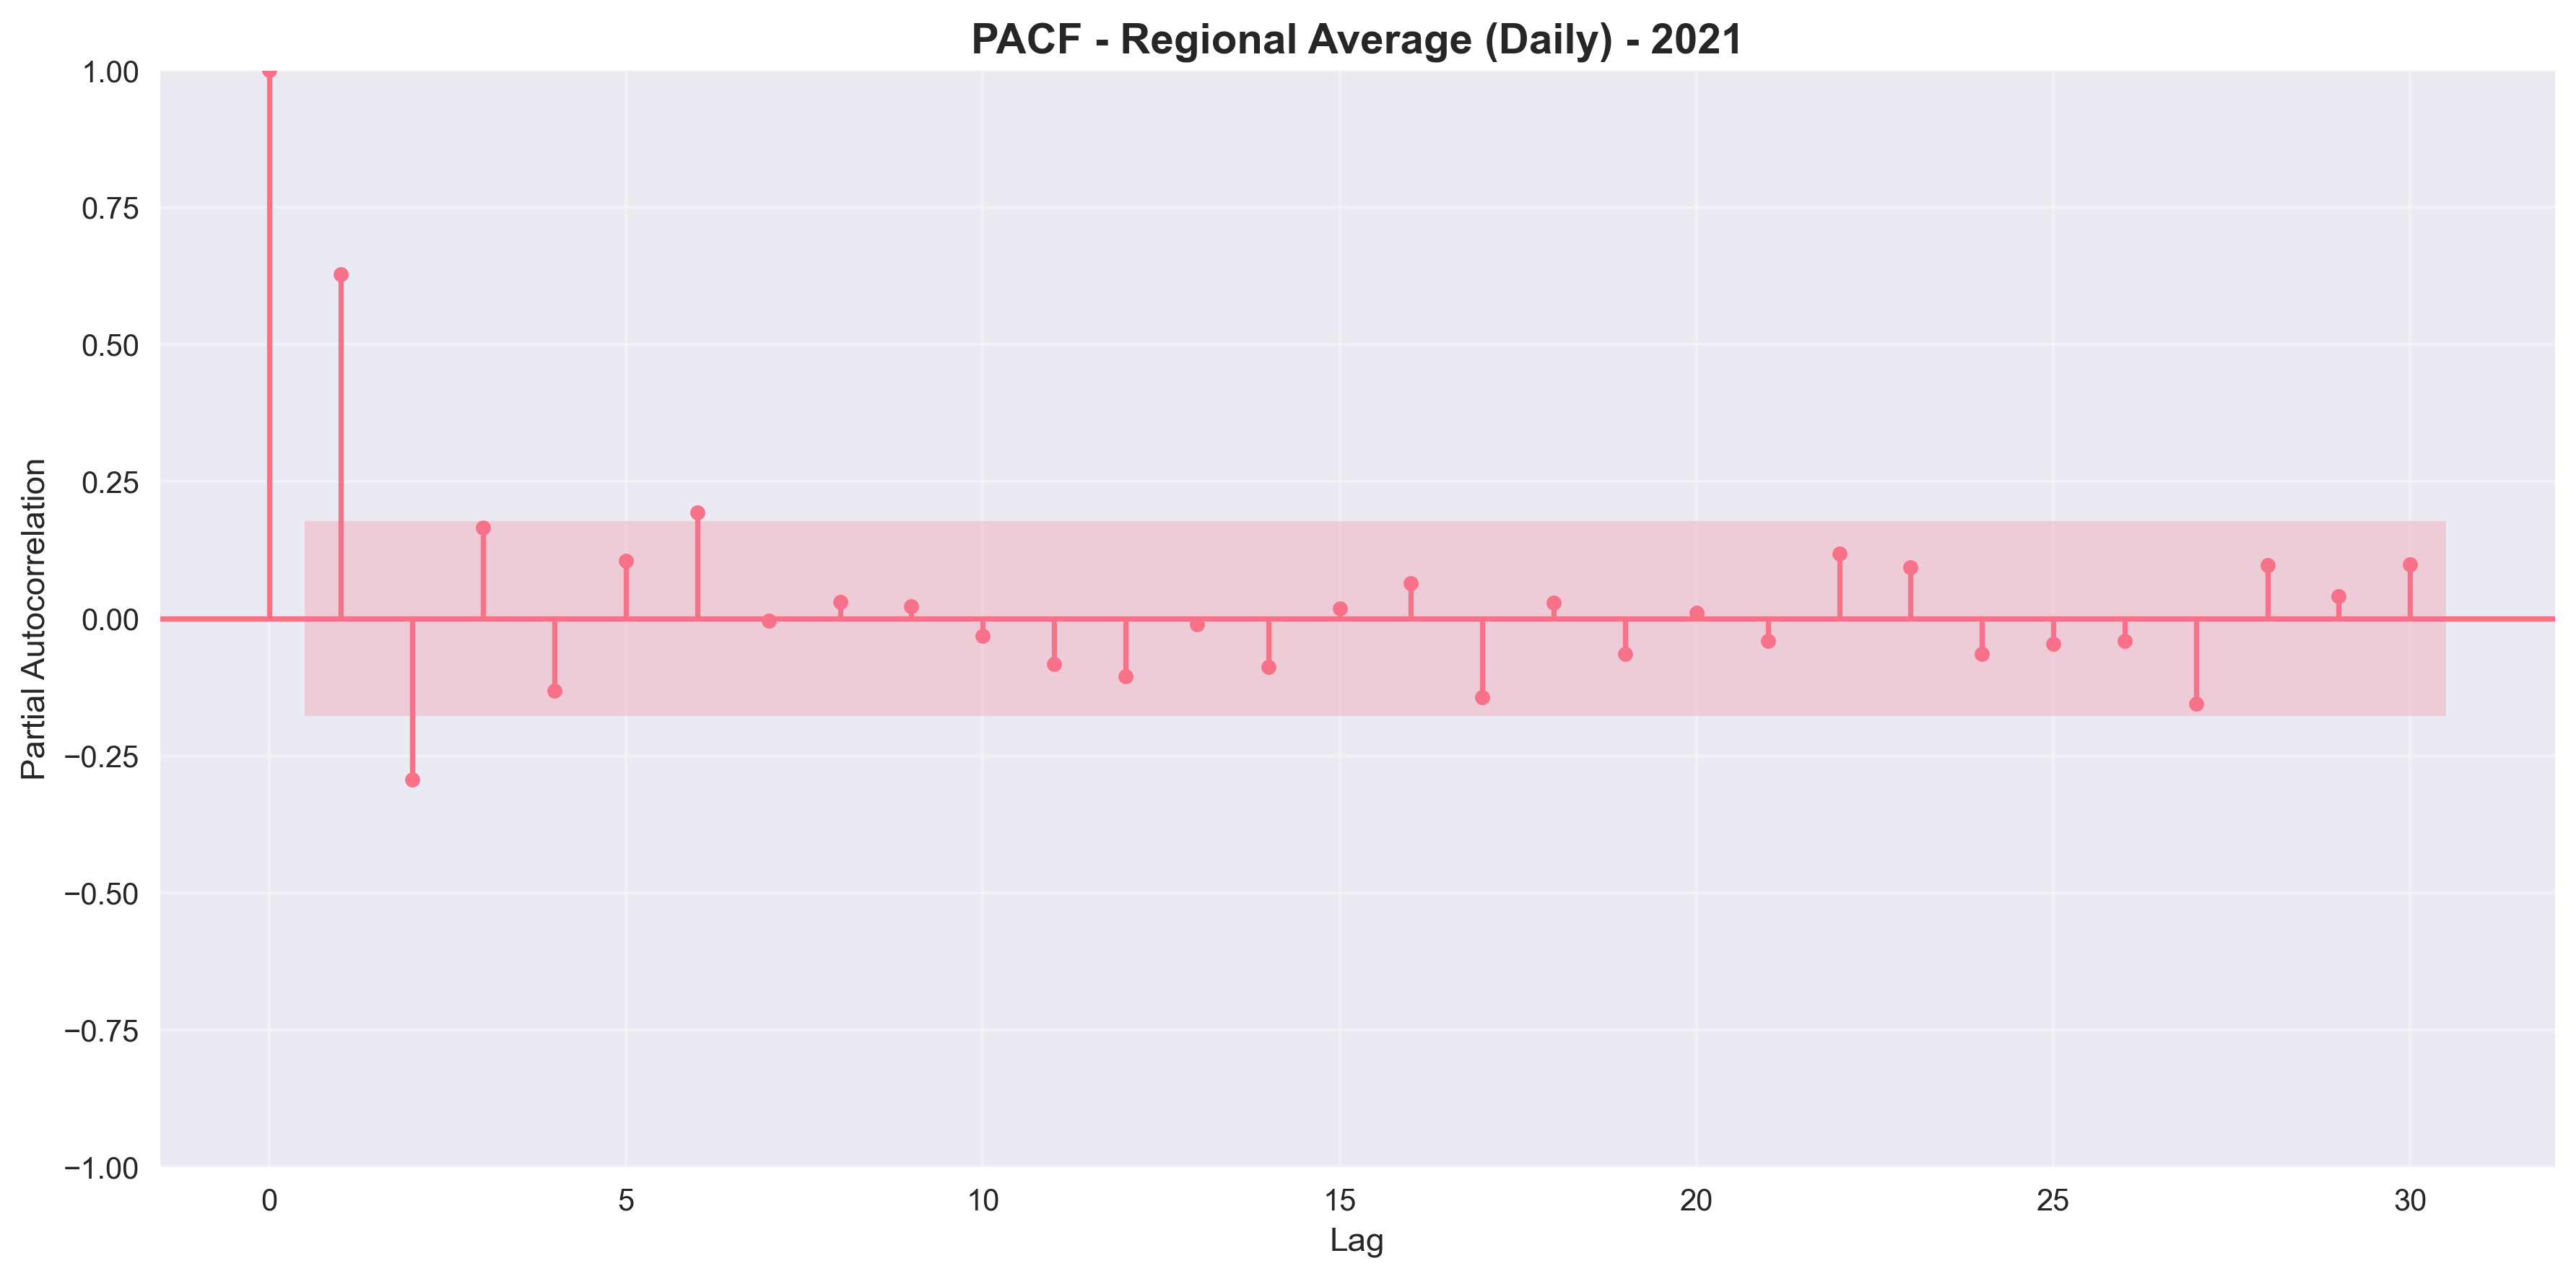 PACF - Regional Average (Daily) - 2021
1.00
0.75
0.50
0.25
0.00
−0.25
−0.50
−0.75
−1.00
Partial Autocorrelation
0 5 10 15 20 25 30
Lag